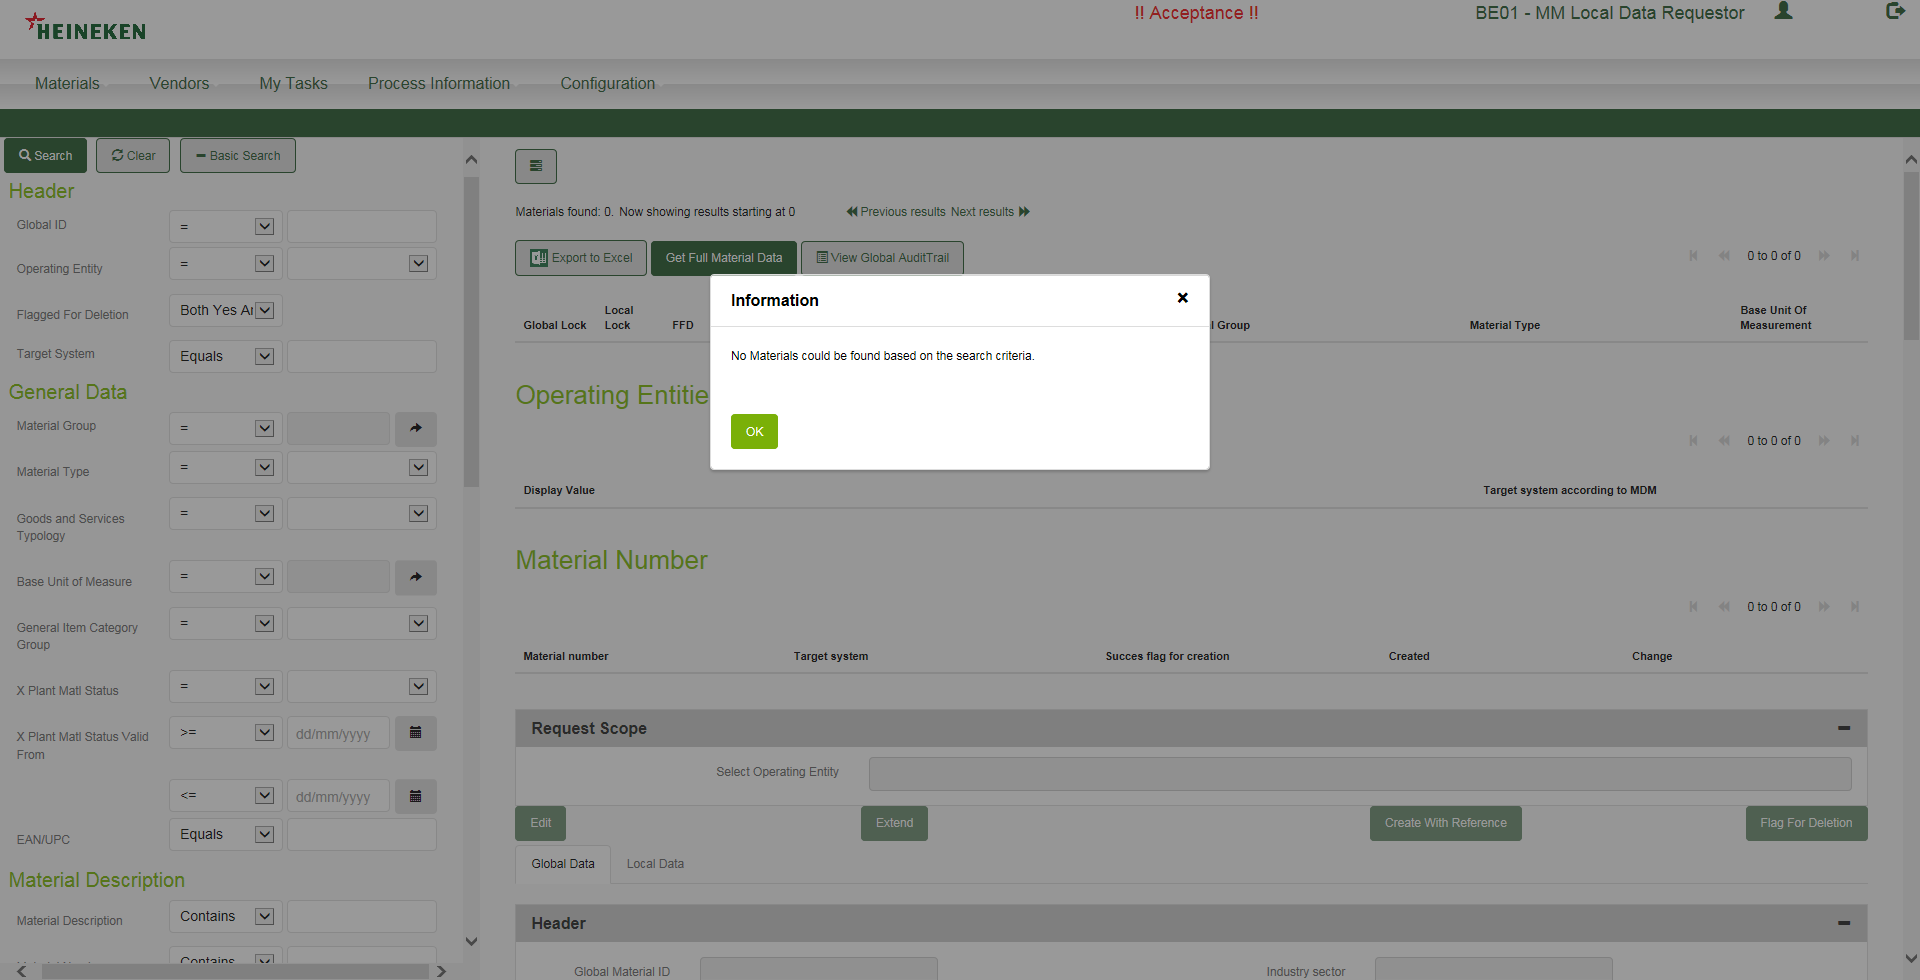 HEINEKEN
!! Acceptance !!
BE01 - MM Local Data Requestor
Materials
Vendors
My Tasks
Process Information
Configuration
Search
Clear
Basic Search
Header
Global ID
=
Operating Entity
=
Flagged For Deletion
Both Yes Ar
Target System
Equals
General Data
Material Group
=
Material Type
=
Goods and Services
Typology
=
Base Unit of Measure
=
General Item Category
Group
=
X Plant Matl Status
=
X Plant Matl Status Valid
From
>=
dd/mm/yyyy
<=
dd/mm/yyyy
EAN/UPC
Equals
Material Description
Material Description
Contains
Contains
Materials found: 0. Now showing results starting at 0
Previous results Next results
Export to Excel
Get Full Material Data
View Global AuditTrail
0 to 0 of 0
Global Lock
Local
Lock
FFD
l Group
Material Type
Base Unit Of
Measurement
Information
No Materials could be found based on the search criteria.
OK
Operating Entitie
0 to 0 of 0
Display Value
Target system according to MDM
Material Number
0 to 0 of 0
Material number
Target system
Succes flag for creation
Created
Change
Request Scope
Select Operating Entity
Edit
Extend
Create With Reference
Flag For Deletion
Global Data
Local Data
Header
Global Material ID
Industry sector